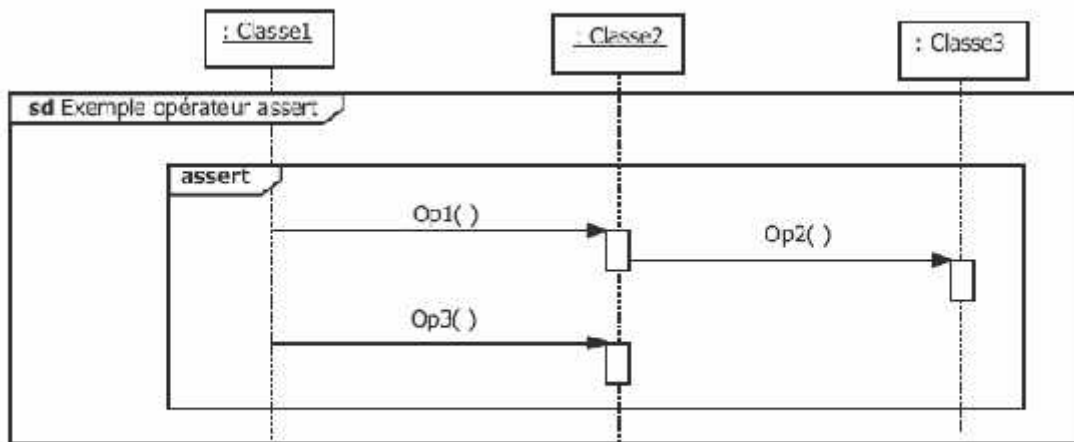 : Classe1
: Classe2
: Classe3
sd Exemple opérateur assert
assert
Op1( )
Op2( )
Op3( )